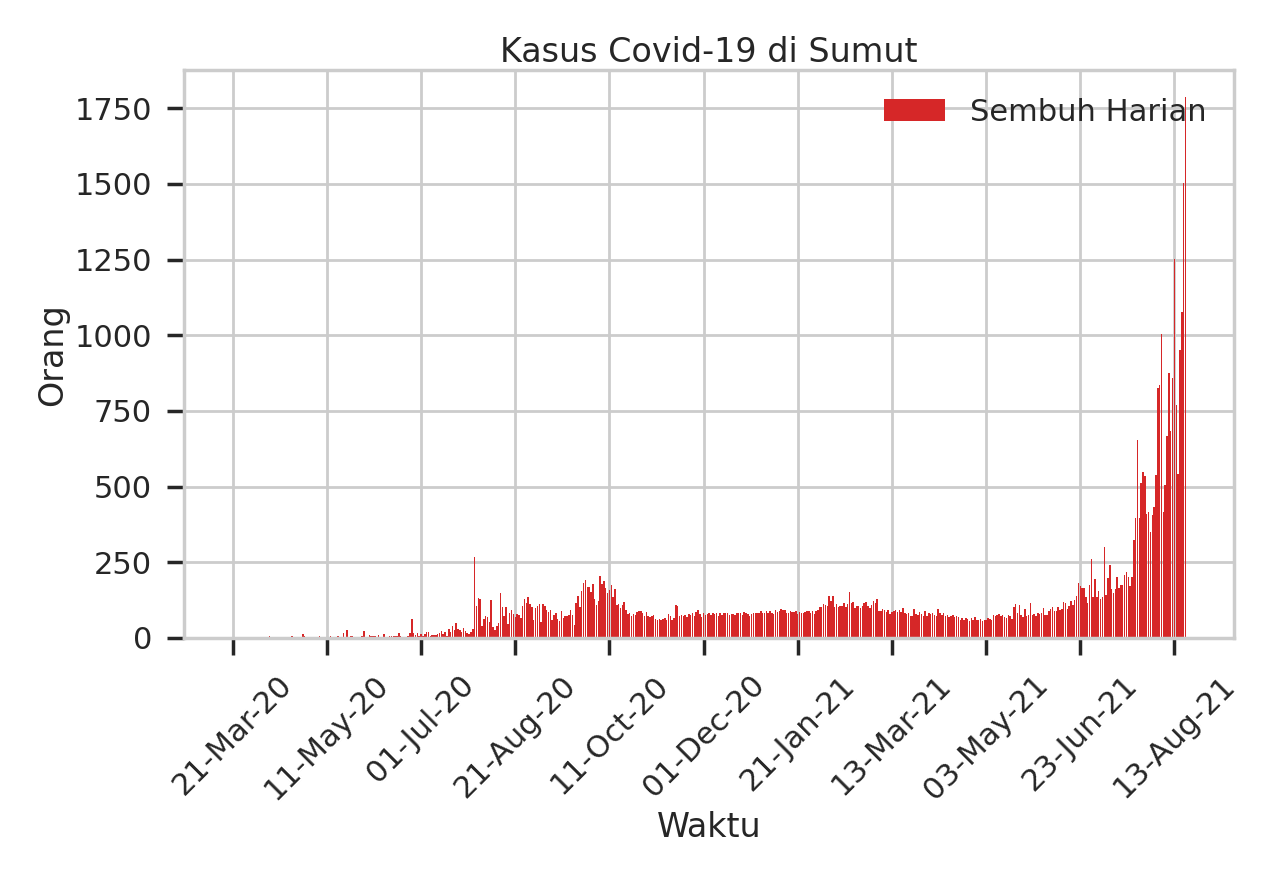 Kasus Covid-19 di Sumut
Sembuh Harian
1750
1500
1250
1000
750
500
250
0
Orang
21-Mar-20
11-May-20
01-Jul-20
21-Aug-20
11-Oct-20
01-Dec-20
21-Jan-21
13-Mar-21
03-May-21
23-Jun-21
13-Aug-21
Waktu